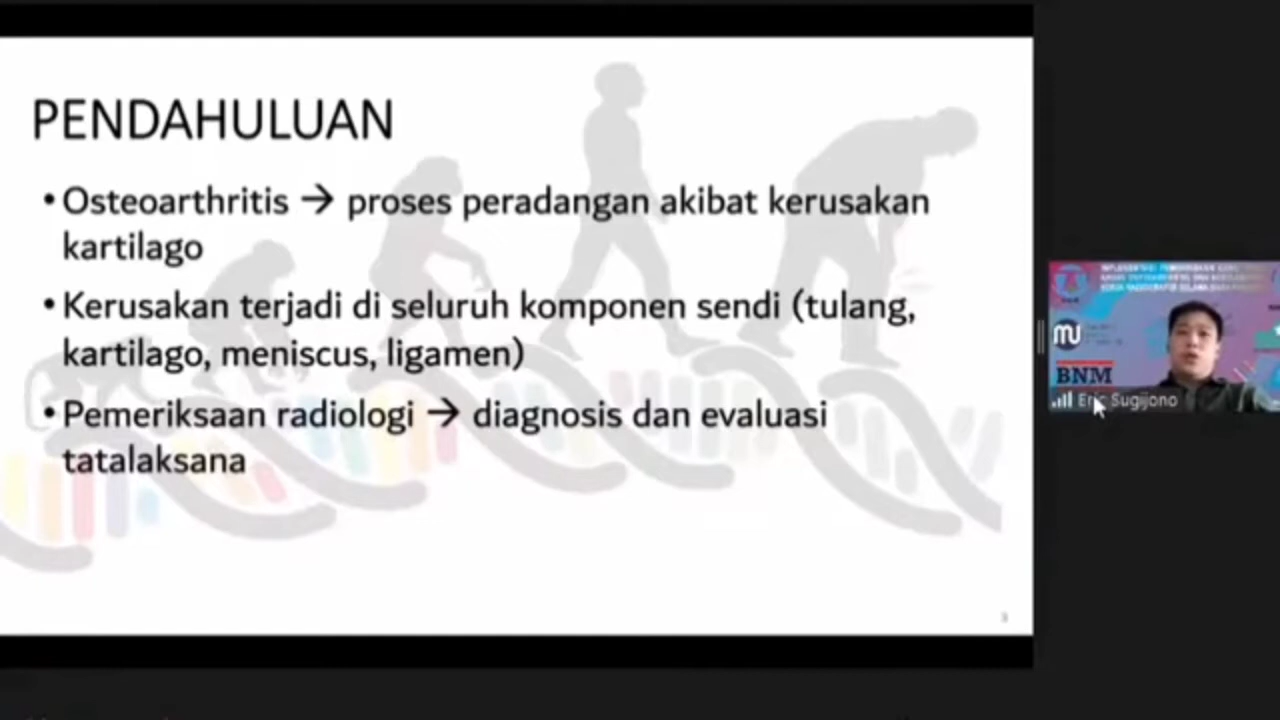 PENDAHULUAN
•Osteoarthritis → proses peradangan akibat kerusakan
kartilago
•Kerusakan terjadi di seluruh komponen sendi (tulang,
kartilago, meniscus, ligamen)
•Pemeriksaan radiologi → diagnosis dan evaluasi
tatalaksana
3
BNM
Eric Sugijono